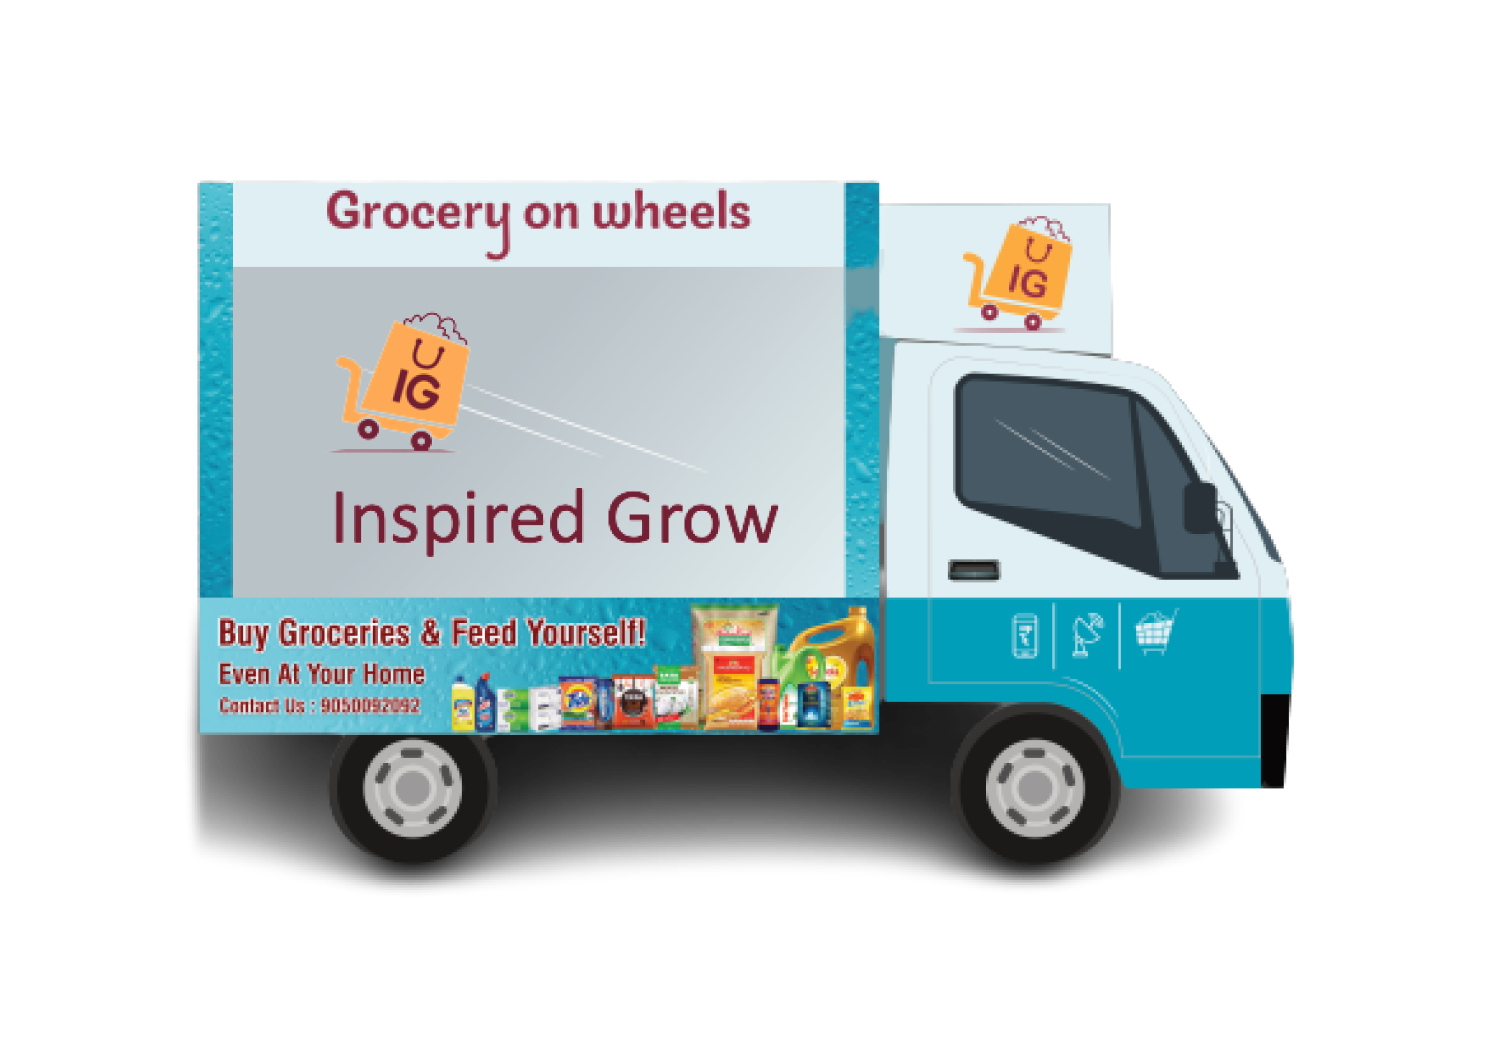 Grocery on wheels
IG
IG
Inspired Grow
Buy Groceries & Feed Yourself!
Even At Your Home
Contact Us : 9050092092